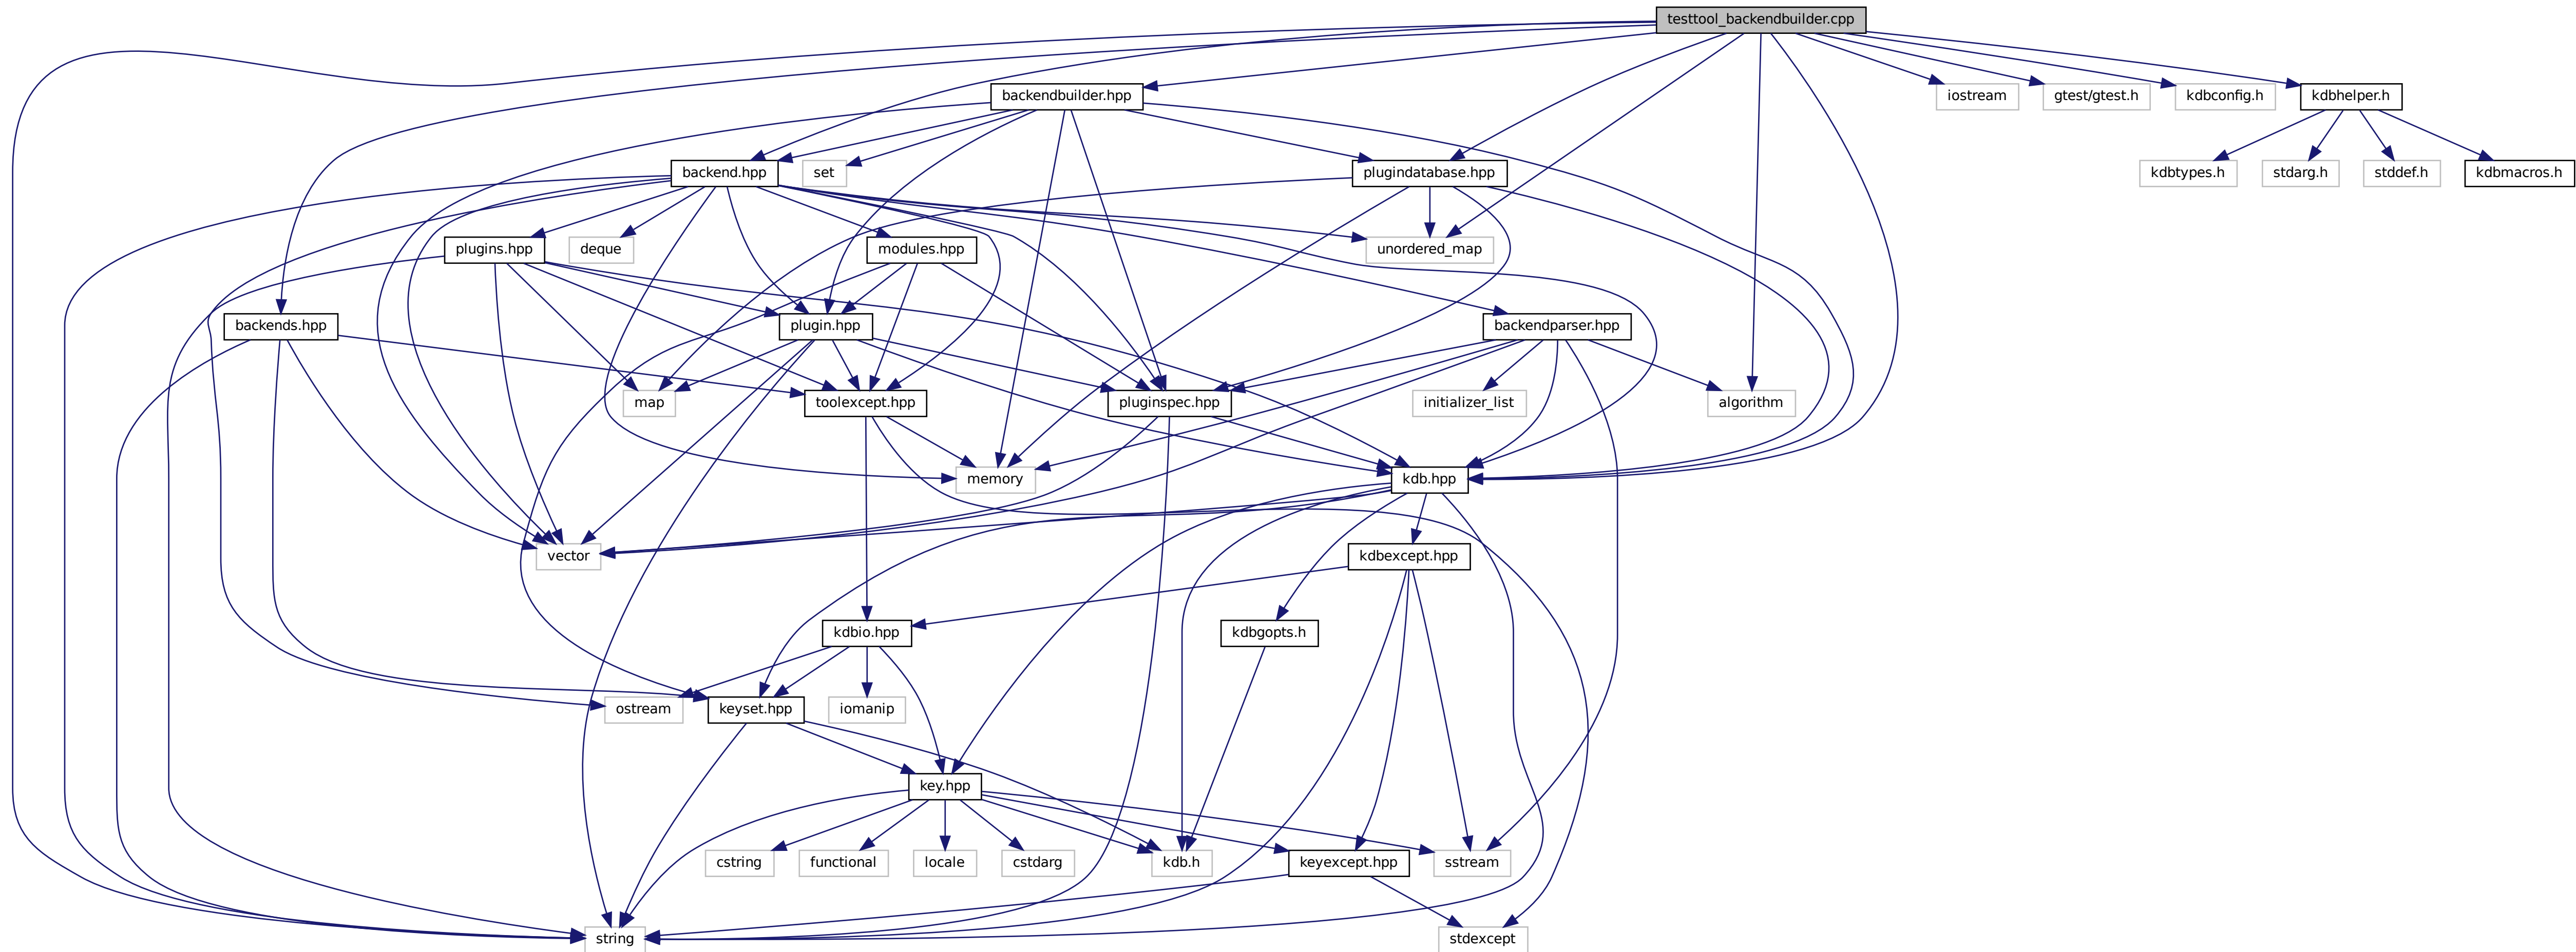 testtool_backendbuilder.cpp
backendbuilder.hpp
iostream
gtest/gtest.h
kdbconfig.h
kdbhelper.h
backend.hpp
set
plugindatabase.hpp
kdbtypes.h
stdarg.h
stddef.h
kdbmacros.h
plugins.hpp
deque
modules.hpp
unordered_map
backends.hpp
plugin.hpp
backendparser.hpp
map
toolexcept.hpp
pluginspec.hpp
initializer_list
algorithm
memory
kdb.hpp
vector
kdbexcept.hpp
kdbio.hpp
kdbgopts.h
ostream
keyset.hpp
iomanip
key.hpp
cstring
functional
locale
cstdarg
kdb.h
keyexcept.hpp
sstream
string
stdexcept